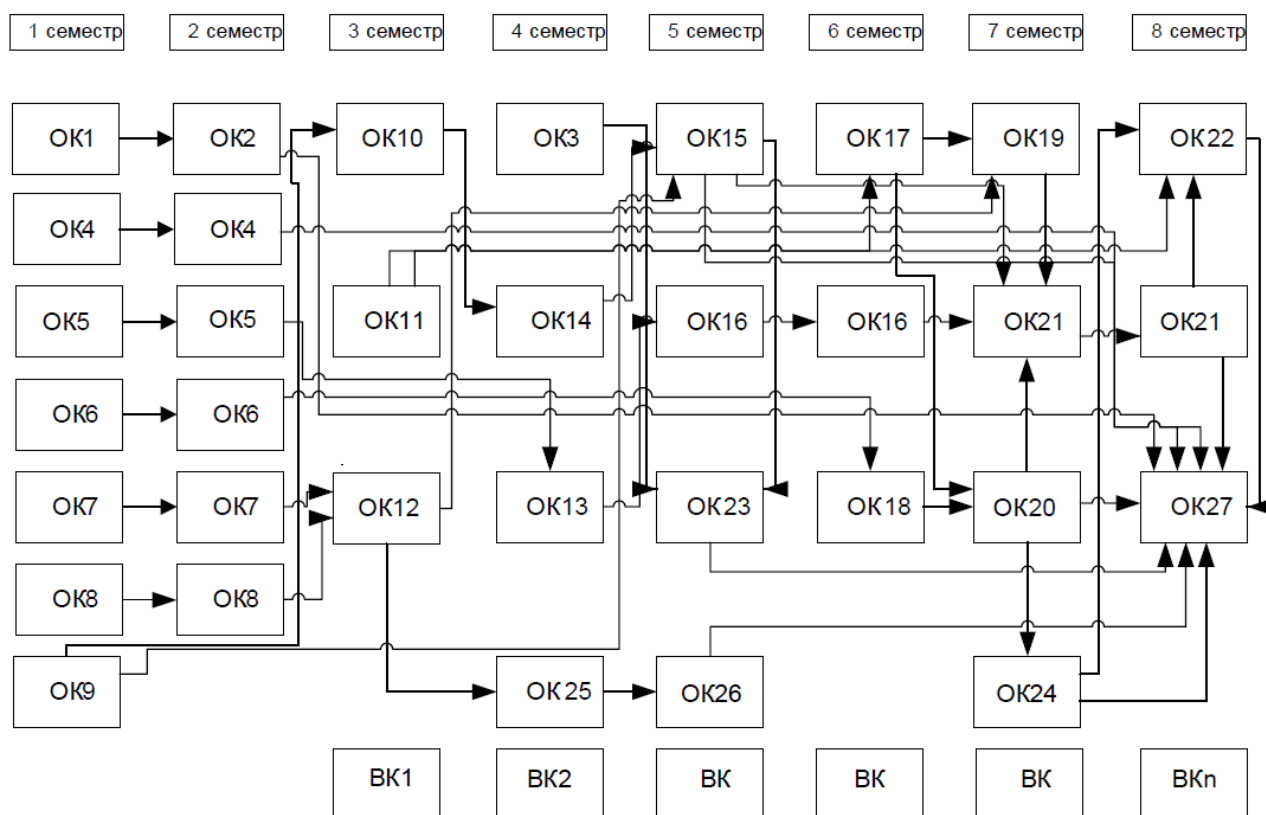 1 семестр 2 семестр 3 семестр 4 семестр 5 семестр 6 семестр 7 семестр 8 семестр
ОК1 ОК2 ОК10 ОК3 ОК15 ОК17 ОК19 ОК22
ОК4 ОК4
ОК5 ОК5 ОК11 ОК14 ОК16 ОК16 ОК21 ОК21
ОК6 ОК6
ОК7 ОК7 ОК12 ОК13 ОК23 ОК18 ОК20 ОК27
ОК8 ОК8
ОК9 ОК 25 ОК26 ОК24
ВК1 ВК2 ВК ВК ВК ВКn